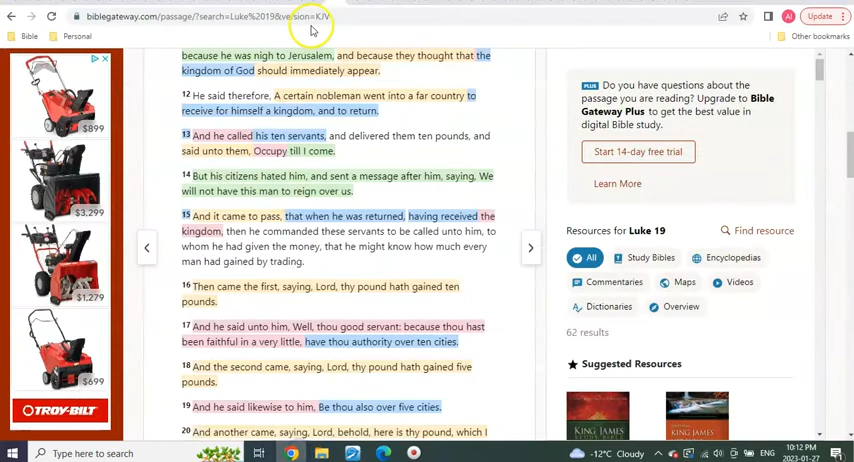 biblegateway.com/passage/?search=Luke%2019&version=KJV
AI
Update
Bible
Personal
Other bookmarks
because he was nigh to Jerusalem, and because they thought that the
kingdom of God should immediately appear.
12 He said therefore, A certain nobleman went into a far country to
receive for himself a kingdom, and to return.
13 And he called his ten servants, and delivered them ten pounds, and
said unto them, Occupy till I come.
14 But his citizens hated him, and sent a message after him, saying, We
will not have this man to reign over us.
15 And it came to pass, that when he was returned, having received the
kingdom, then he commanded these servants to be called unto him, to
whom he had given the money, that he might know how much every
man had gained by trading.
16 Then came the first, saying, Lord, thy pound hath gained ten
pounds.
17 And he said unto him, Well, thou good servant: because thou hast
been faithful in a very little, have thou authority over ten cities.
18 And the second came, saying, Lord, thy pound hath gained five
pounds.
19 And he said likewise to him, Be thou also over five cities.
20 And another came, saying, Lord, behold, here is thy pound, which I
$899
$3,299
$1,279
$699
TROY-BILT
PLUS Do you have questions about the
passage you are reading? Upgrade to Bible
Gateway Plus to get the best value in
digital Bible study.
Start 14-day free trial
Learn More
Resources for Luke 19
Find resource
All
Study Bibles
Encyclopedias
Commentaries
Maps
Videos
Dictionaries
Overview
62 results
Suggested Resources
KING JAMES
KING JAMES
Type here to search
-12°C Cloudy
ENG
10:12 PM
2023-01-27